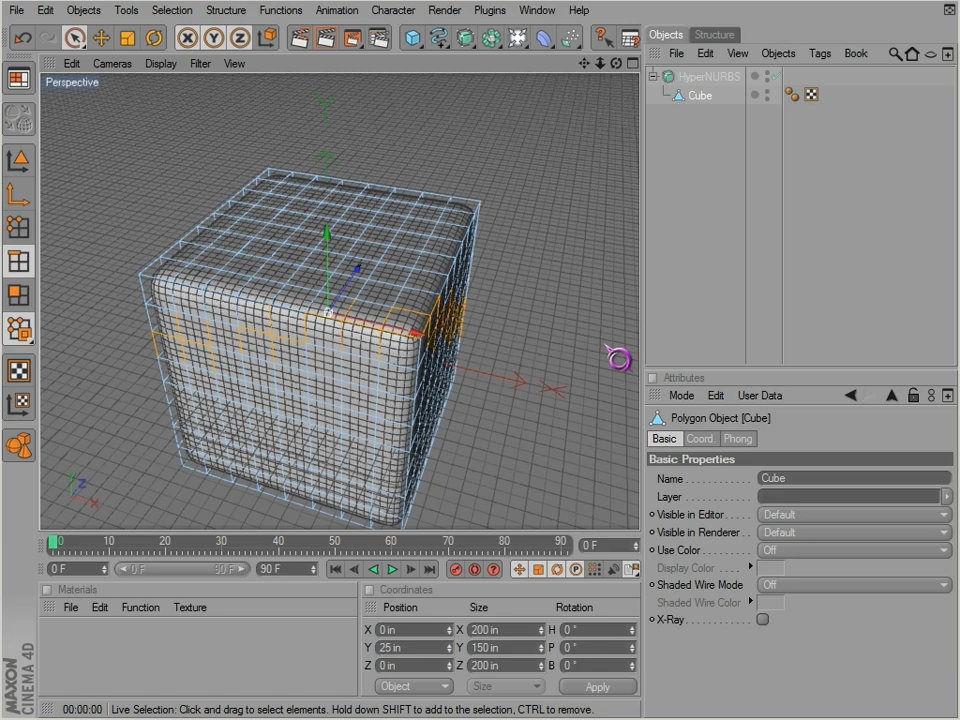 File Edit Objects Tools Selection Structure Functions Animation Character Render Plugins Window Help
X Y Z
Objects Structure
File Edit View Objects Tags Book
Edit Cameras Display Filter View
Perspective
HyperNURBS
Cube
Y
X
Y Z
X
Attributes
Mode Edit User Data
Polygon Object [Cube]
Basic Coord. Phong
Basic Properties
Name Cube
Layer
Visible in Editor Default
Visible in Renderer Default
Use Color Off
Display Color
Shaded Wire Mode Off
Shaded Wire Color
X-Ray
0 10 20 30 40 50 60 70 80 90 0 F
0 F 0 F 90 F 90 F
Materials
File Edit Function Texture
Coordinates
Position Size Rotation
X 0 in X 200 in H 0 °
Y 25 in Y 150 in P 0 °
Z 0 in Z 200 in B 0 °
Object Size Apply
MAXON
CINEMA 4D
00:00:00 Live Selection: Click and drag to select elements. Hold down SHIFT to add to the selection, CTRL to remove.